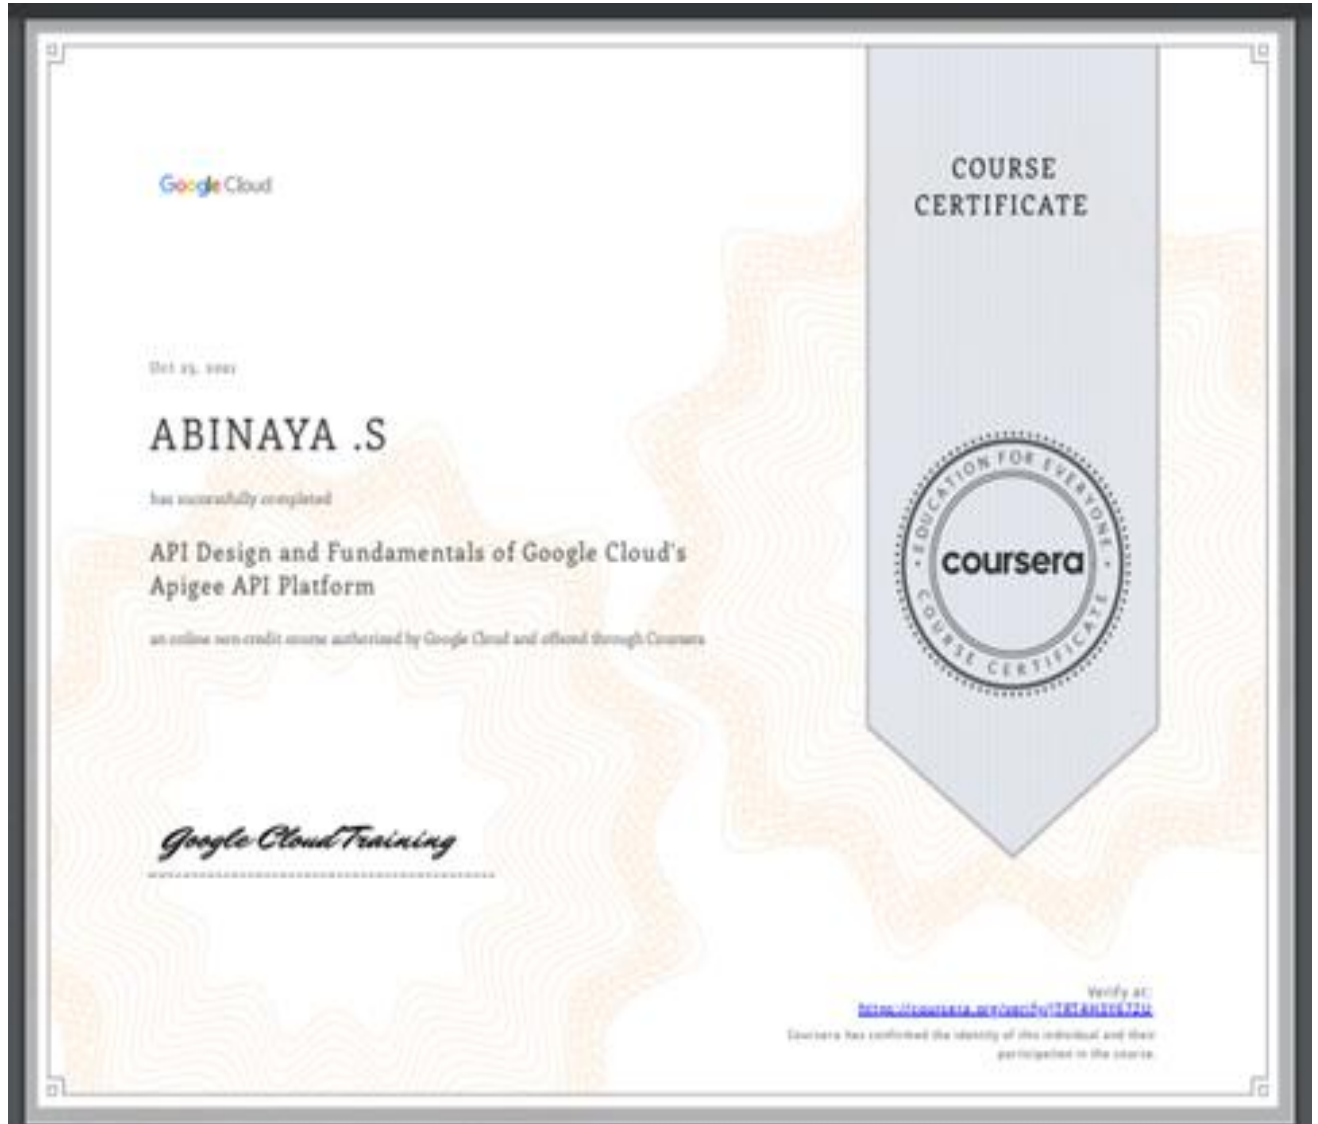 Google Cloud
COURSE
CERTIFICATE
ABINAYA .S
has successfully completed
API Design and Fundamentals of Google Cloud's
Apigee API Platform
an online non-credit course authorized by Google Cloud and offered through Coursera
EDUCATION FOR EVERYONE
coursera
COURSE CERTIFICATE
Google Cloud Training
Verify at:
Coursera has confirmed the identity of this individual and their
participation in the course.